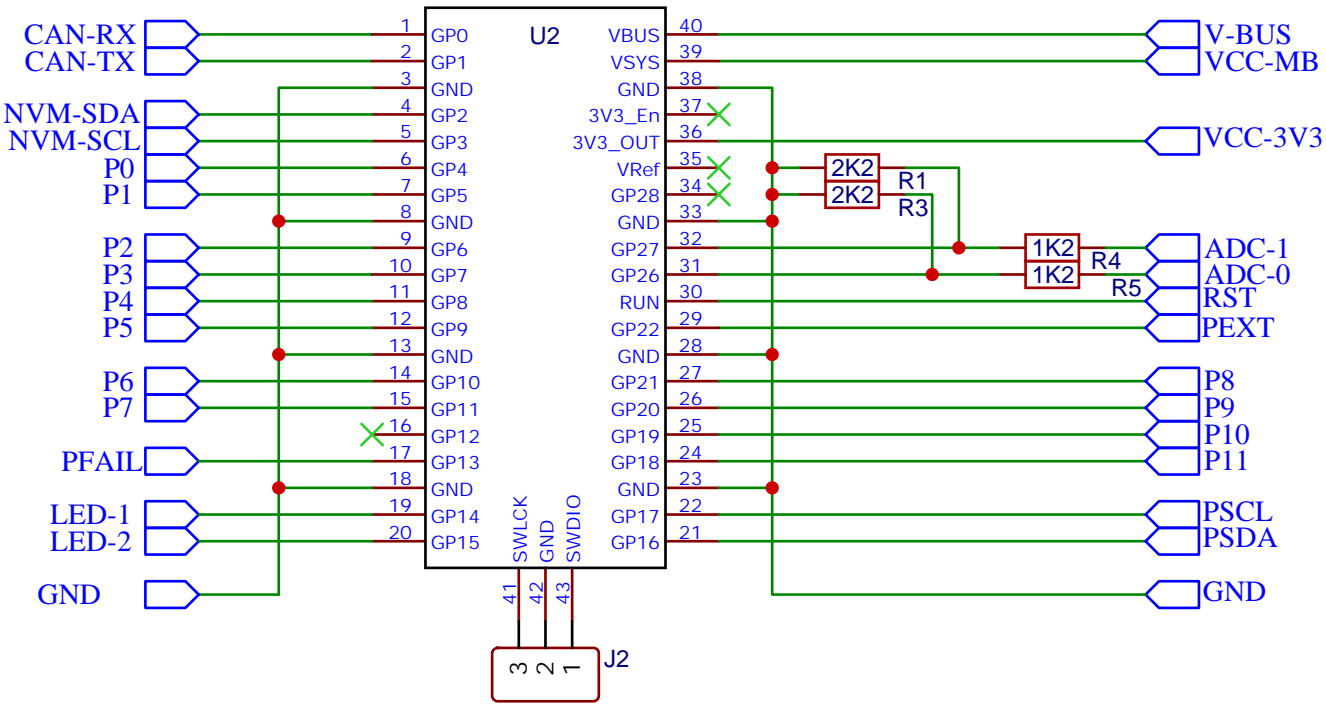 U2
CAN-RX 1 GP0 VBUS 40 V-BUS
CAN-TX 2 GP1 VSYS 39 VCC-MB
3 GND GND 38
NVM-SDA 4 GP2 3V3_En 37
NVM-SCL 5 GP3 3V3_OUT 36 VCC-3V3
P0 6 GP4 VRef 35 2K2 R1
P1 7 GP5 GP28 34 2K2 R3
8 GND GND 33
P2 9 GP6 GP27 32 1K2 R4 ADC-1
P3 10 GP7 GP26 31 1K2 R5 ADC-0
P4 11 GP8 RUN 30 RST
P5 12 GP9 GP22 29 PEXT
13 GND GND 28
P6 14 GP10 GP21 27 P8
P7 15 GP11 GP20 26 P9
16 GP12 GP19 25 P10
PFAIL 17 GP13 GP18 24 P11
18 GND GND 23
LED-1 19 GP14 GP17 22 PSCL
LED-2 20 GP15 GP16 21 PSDA
SWLCK GND SWDIO
GND 41 42 43 GND
3 2 1 J2